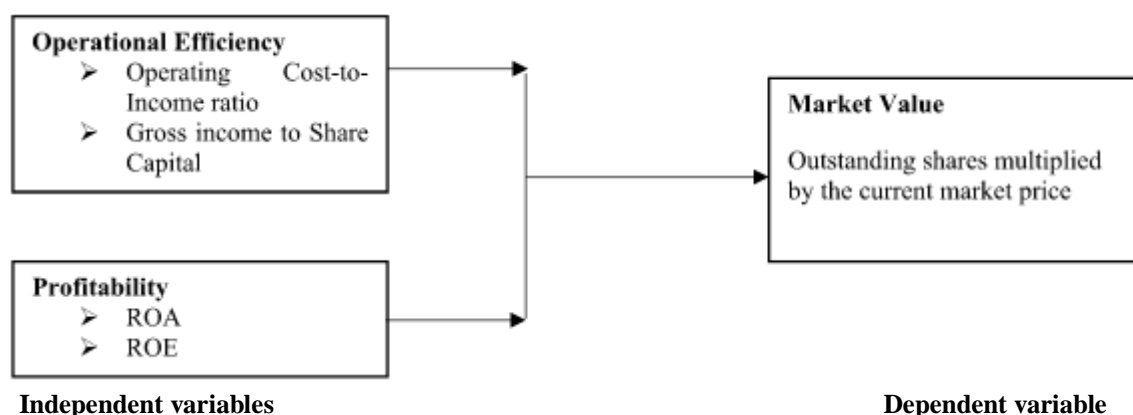 Operational Efficiency
➢ Operating Cost-to-
Income ratio
➢ Gross income to Share
Capital
Market Value
Outstanding shares multiplied
by the current market price
Profitability
➢ ROA
➢ ROE
Independent variables
Dependent variable